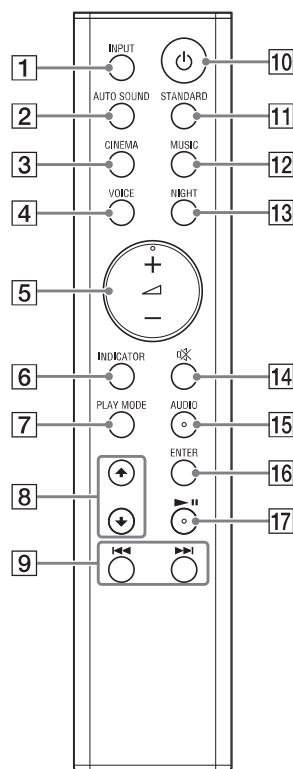 INPUT
1
10
AUTO SOUND STANDARD
2
11
CINEMA MUSIC
3
12
VOICE NIGHT
4
13
+
5
−
INDICATOR
6
14
PLAY MODE AUDIO
7
15
ENTER
8
16
17
9